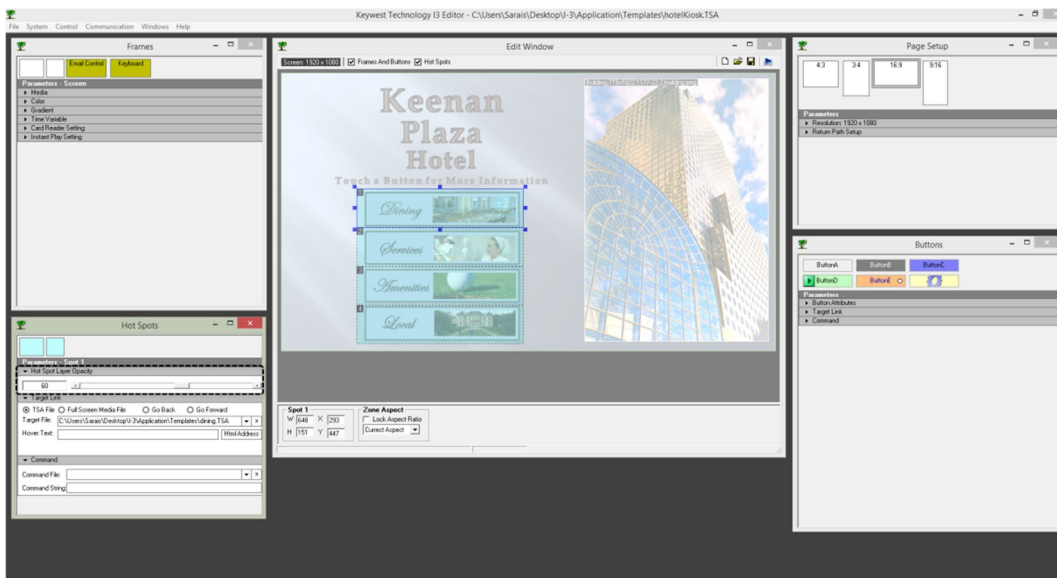 Keywest Technology I3 Editor - C:\Users\Sarais\Desktop\I-3\Application\Templates\hotelKiosk.TSA
File System Control Communication Windows Help
Frames
Email Control Keyboard
Parameters - Screen
Media
Color
Gradient
Time Variable
Card Reader Setting
Instant Play Setting
Hot Spots
Parameters - Spot 1
Hot Spot Layer Opacity
60
Target Link
TSA File Full Screen Media File Go Back Go Forward
Target File: C:\Users\Sarais\Desktop\I-3\Application\Templates\dining.TSA
Hover Text: Html Address
Command
Command File:
Command String:
Edit Window
Screen: 1920 x 1080 Frames And Buttons Hot Spots
Keenan
Plaza
Hotel
Touch a Button for More Information
1
Dining
2
Services
3
Amenities
4
Local
Spot 1
W 648 X 293
H 151 Y 447
Zone Aspect
Lock Aspect Ratio
Current Aspect
Page Setup
4:3 3:4 16:9 9:16
Parameters
Resolution: 1920 x 1080
Return Path Setup
Buttons
ButtonA ButtonB ButtonC
ButtonD ButtonE
Parameters
Button Attributes
Target Link
Command